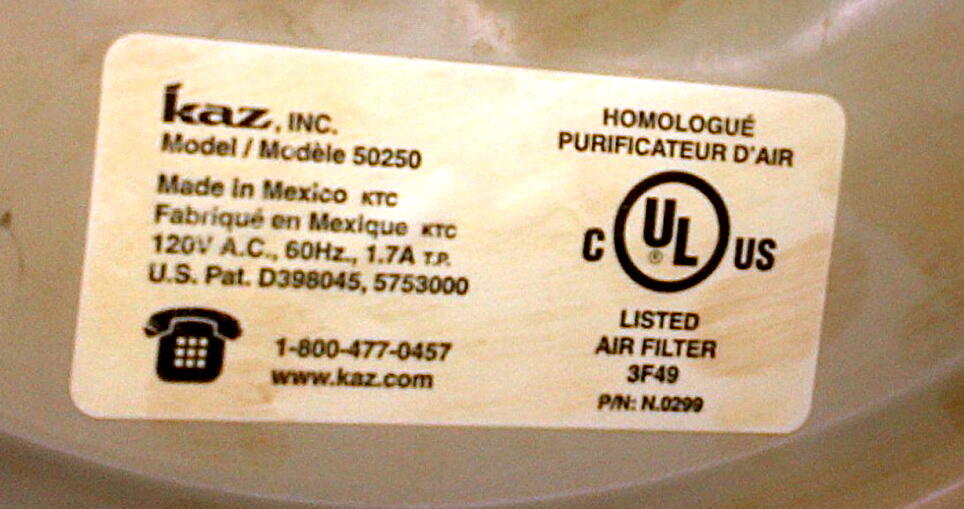 kaz, INC.
Model / Modèle 50250
Made in Mexico KTC
Fabriqué en Mexique KTC
120V A.C., 60Hz., 1.7A T.P.
U.S. Pat. D398045, 5753000
1-800-477-0457
www.kaz.com
HOMOLOGUÉ
PURIFICATEUR D'AIR
C UL® US
LISTED
AIR FILTER
3F49
P/N: N.0299